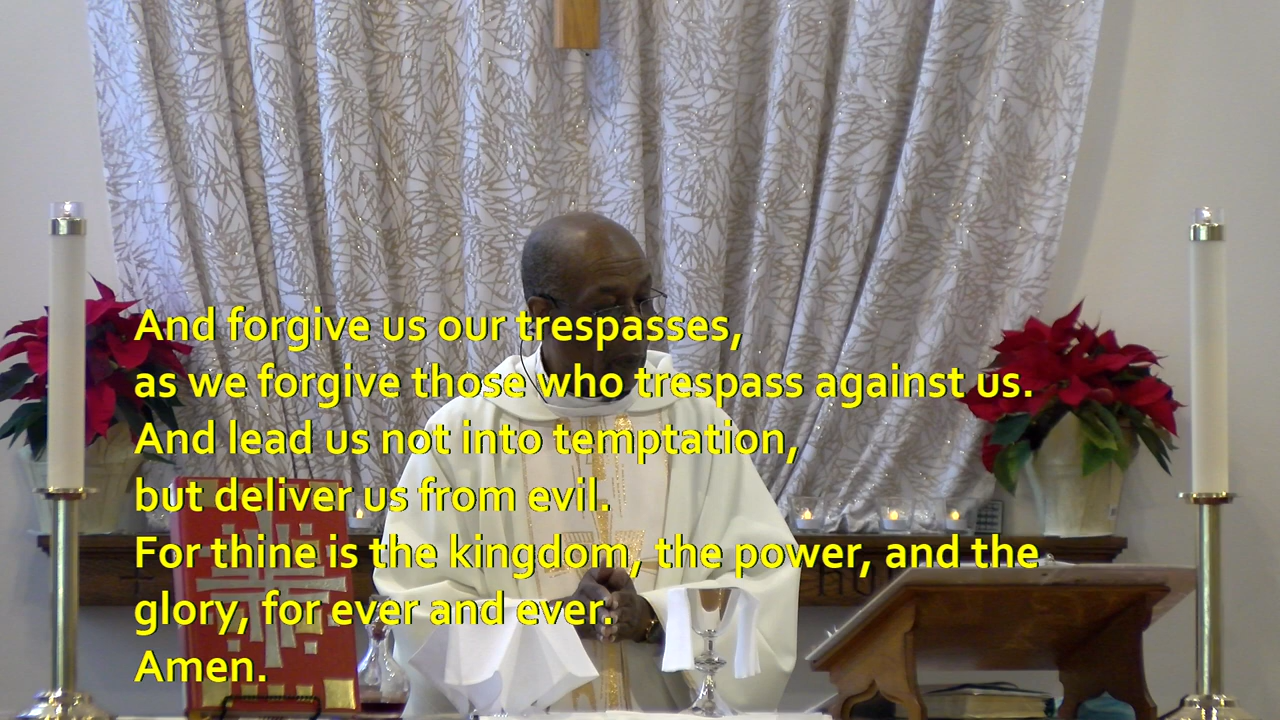 And forgive us our trespasses,
as we forgive those who trespass against us.
And lead us not into temptation,
but deliver us from evil.
For thine is the kingdom, the power, and the
glory, for ever and ever.
Amen.